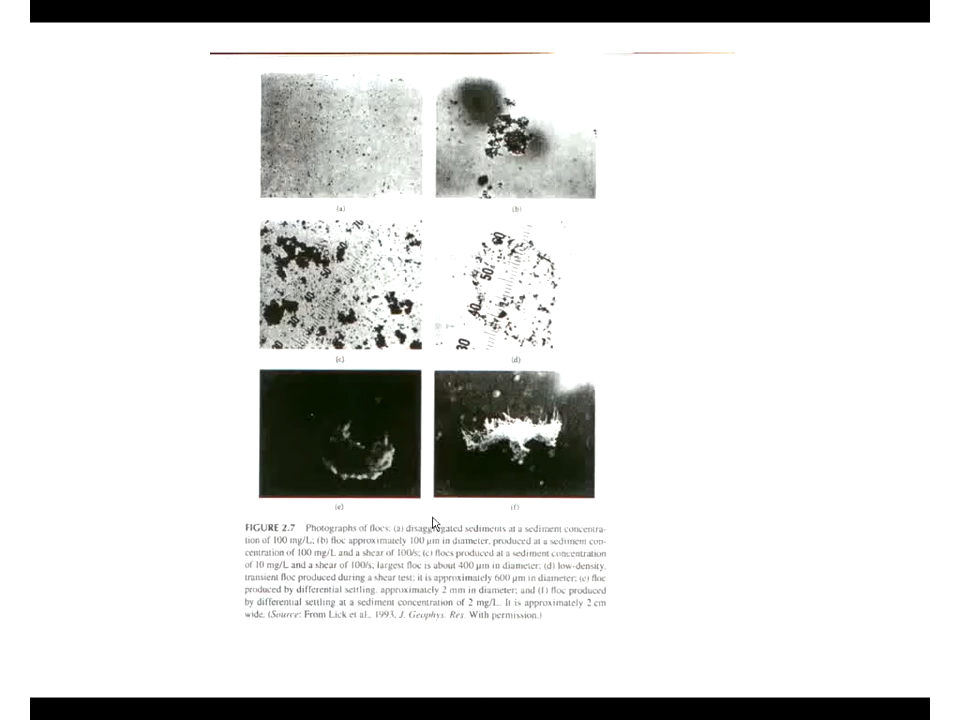 (a)
(b)
70
60
50
40
30
(c)
(d)
(e)
(f)
FIGURE 2.7 Photographs of flocs: (a) disaggregated sediments at a sediment concentra-
tion of 100 mg/L; (b) floc approximately 100 μm in diameter, produced at a sediment con-
centration of 100 mg/L and a shear of 100/s; (c) flocs produced at a sediment concentration
of 10 mg/L and a shear of 100/s; largest floc is about 400 μm in diameter; (d) low-density,
transient floc produced during a shear test; it is approximately 600 μm in diameter; (e) floc
produced by differential settling, approximately 2 mm in diameter; and (f) floc produced
by differential settling at a sediment concentration of 2 mg/L. It is approximately 2 cm
wide. (Source: From Lick et al., 1993, J. Geophys. Res. With permission.)